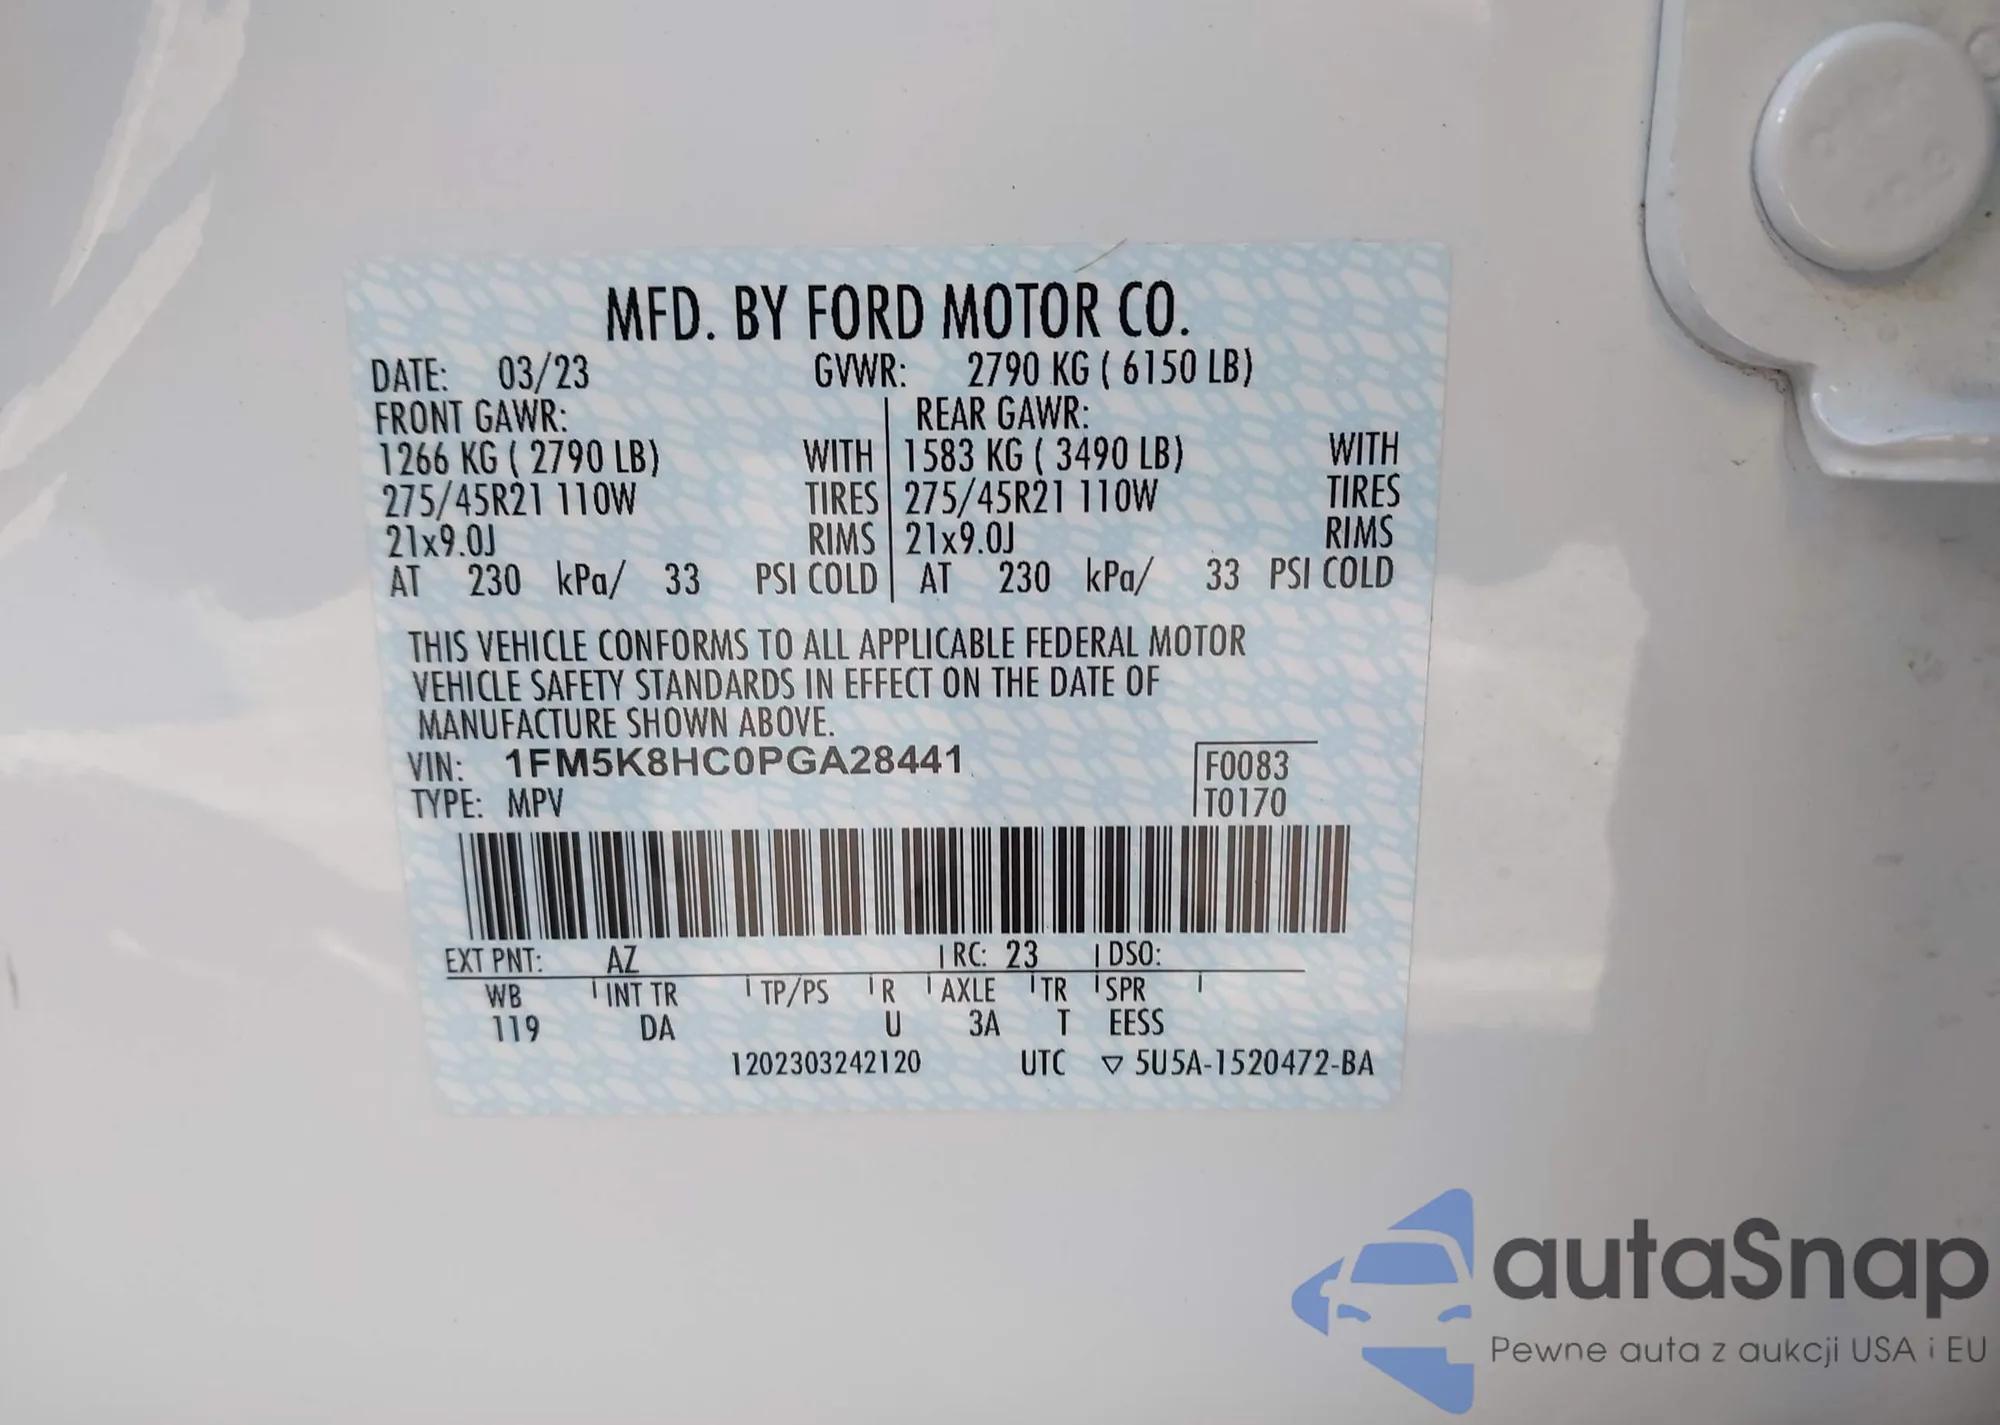 MFD. BY FORD MOTOR CO.
DATE: 03/23 GVWR: 2790 KG ( 6150 LB)
FRONT GAWR: REAR GAWR:
1266 KG ( 2790 LB) WITH 1583 KG ( 3490 LB) WITH
275/45R21 110W TIRES 275/45R21 110W TIRES
21x9.0J RIMS 21x9.0J RIMS
AT 230 kPa/ 33 PSI COLD AT 230 kPa/ 33 PSI COLD
THIS VEHICLE CONFORMS TO ALL APPLICABLE FEDERAL MOTOR
VEHICLE SAFETY STANDARDS IN EFFECT ON THE DATE OF
MANUFACTURE SHOWN ABOVE.
VIN: 1FM5K8HC0PGA28441 F0083
TYPE: MPV T0170
EXT PNT: AZ RC: 23 DSO:
WB INT TR TP/PS R AXLE TR SPR
119 DA U 3A T EESS
1202303242120 UTC ▽ 5U5A-1520472-BA
autaSnap
Pewne auta z aukcji USA i EU